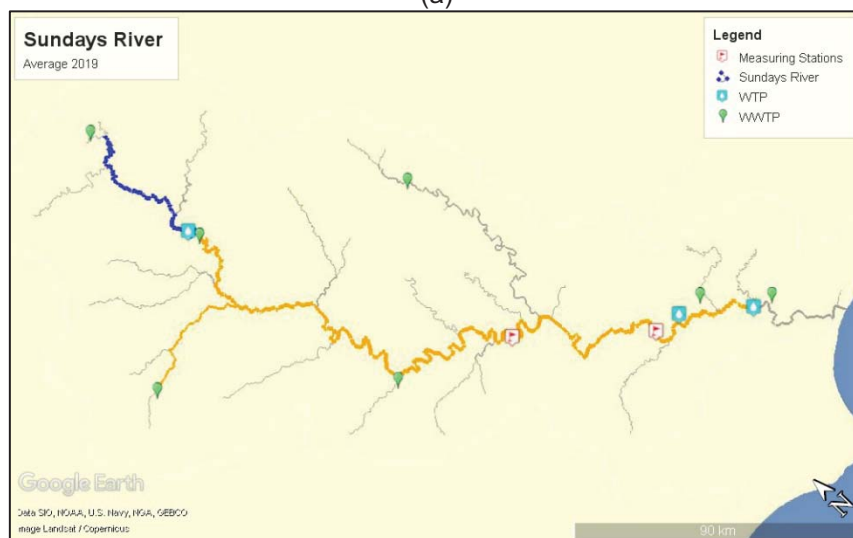 (a)
Sundays River
Average 2019
Legend
Measuring Stations
Sundays River
WTP
WWTP
Google Earth
Data SIO, NOAA, U.S. Navy, NGA, GEBCO
Image Landsat / Copernicus
90 km
N